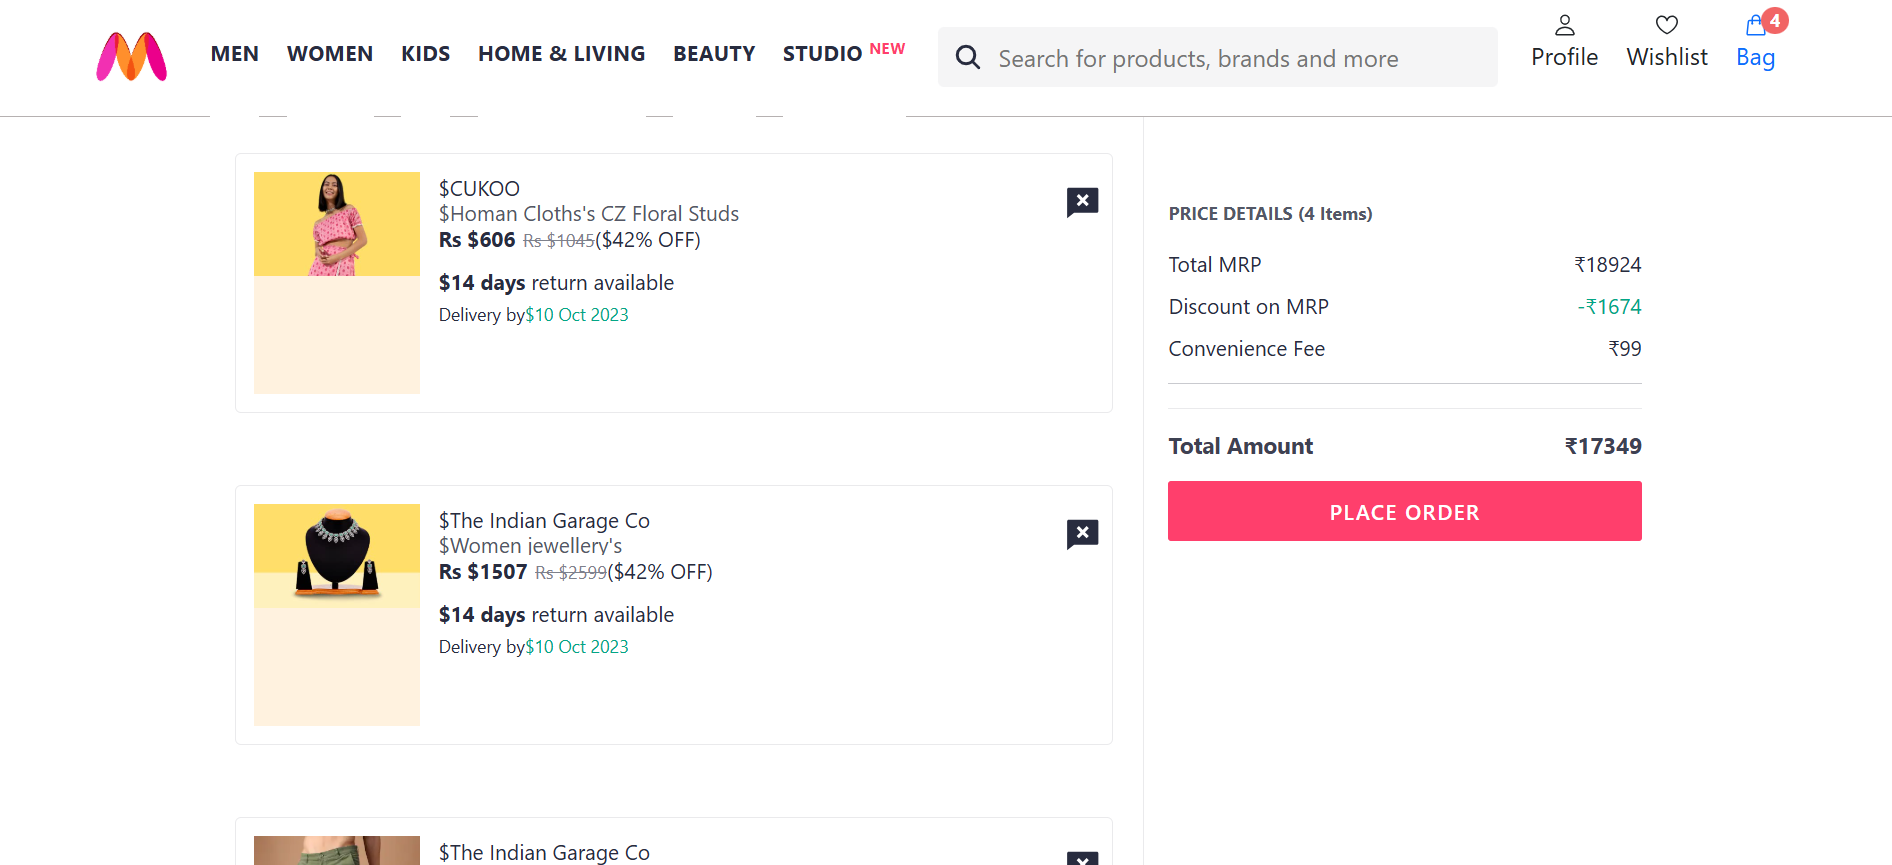 MEN WOMEN KIDS HOME & LIVING BEAUTY STUDIO NEW
Search for products, brands and more
Profile Wishlist Bag 4
$CUKOO
$Homan Cloths's CZ Floral Studs
Rs $606 Rs $1045($42% OFF)
$14 days return available
Delivery by$10 Oct 2023
$The Indian Garage Co
$Women jewellery's
Rs $1507 Rs $2599($42% OFF)
$14 days return available
Delivery by$10 Oct 2023
$The Indian Garage Co
PRICE DETAILS (4 Items)
Total MRP ₹18924
Discount on MRP -₹1674
Convenience Fee ₹99
Total Amount ₹17349
PLACE ORDER